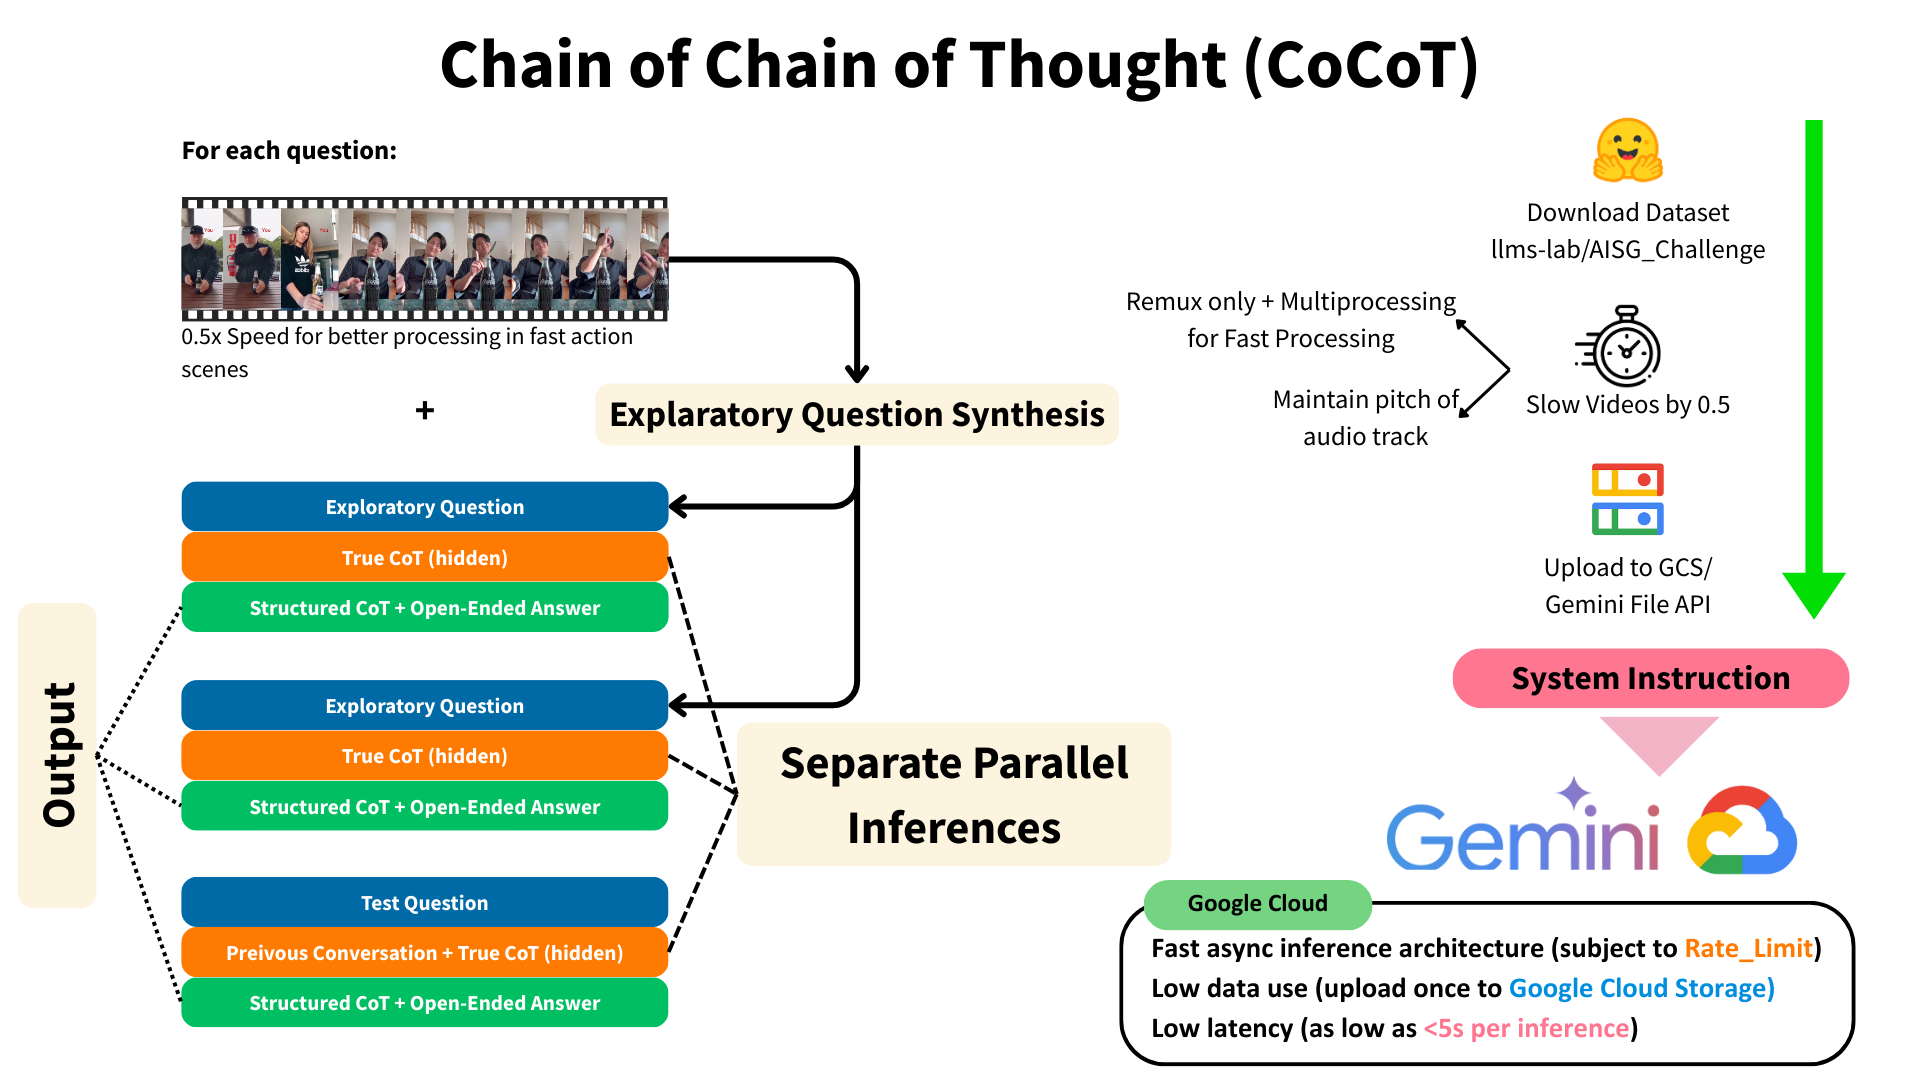 Chain of Chain of Thought (CoCoT)
For each question:
You
You
You
adidas
0.5x Speed for better processing in fast action
scenes
+
Explaratory Question Synthesis
Exploratory Question
True CoT (hidden)
Structured CoT + Open-Ended Answer
Exploratory Question
True CoT (hidden)
Structured CoT + Open-Ended Answer
Test Question
Preivous Conversation + True CoT (hidden)
Structured CoT + Open-Ended Answer
Output
Separate Parallel
Inferences
Download Dataset
llms-lab/AISG_Challenge
Remux only + Multiprocessing
for Fast Processing
Maintain pitch of
audio track
Slow Videos by 0.5
Upload to GCS/
Gemini File API
System Instruction
Gemini
Google Cloud
Fast async inference architecture (subject to Rate_Limit)
Low data use (upload once to Google Cloud Storage)
Low latency (as low as <5s per inference)